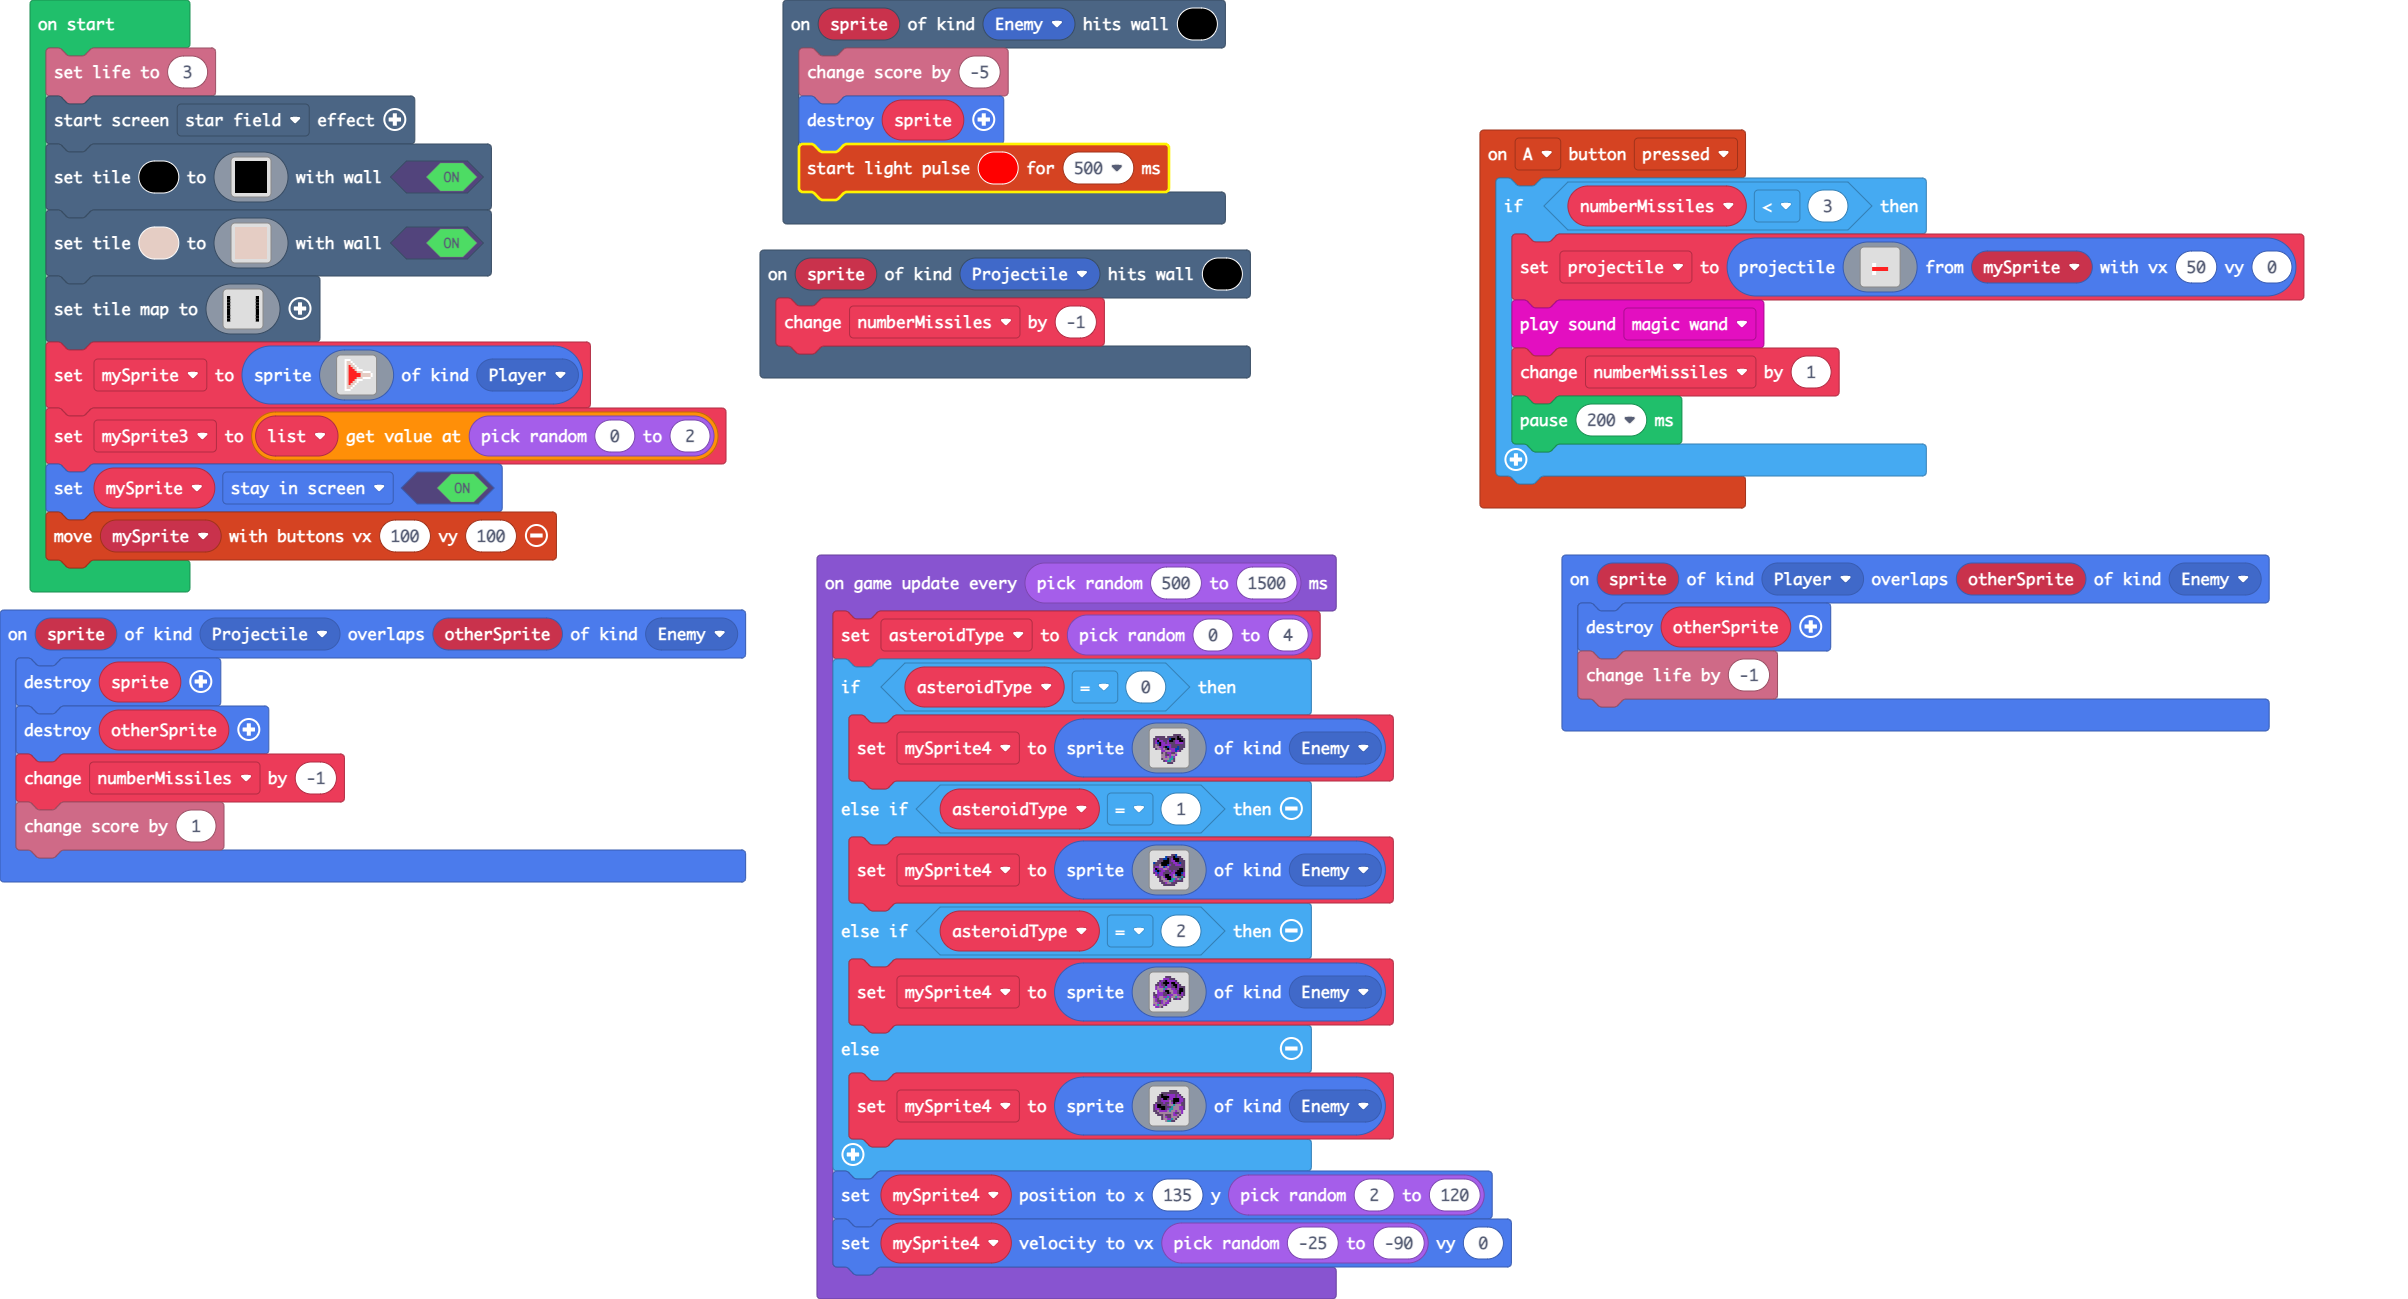 on start
set life to 3
start screen star field effect
set tile to with wall ON
set tile to with wall ON
set tile map to
set mySprite to sprite of kind Player
set mySprite3 to list get value at pick random 0 to 2
set mySprite stay in screen ON
move mySprite with buttons vx 100 vy 100
on sprite of kind Projectile overlaps otherSprite of kind Enemy
destroy sprite
destroy otherSprite
change numberMissiles by -1
change score by 1
on sprite of kind Enemy hits wall
change score by -5
destroy sprite
start light pulse for 500 ms
on sprite of kind Projectile hits wall
change numberMissiles by -1
on game update every pick random 500 to 1500 ms
set asteroidType to pick random 0 to 4
if asteroidType = 0 then
set mySprite4 to sprite of kind Enemy
else if asteroidType = 1 then
set mySprite4 to sprite of kind Enemy
else if asteroidType = 2 then
set mySprite4 to sprite of kind Enemy
else
set mySprite4 to sprite of kind Enemy
set mySprite4 position to x 135 y pick random 2 to 120
set mySprite4 velocity to vx pick random -25 to -90 vy 0
on A button pressed
if numberMissiles < 3 then
set projectile to projectile from mySprite with vx 50 vy 0
play sound magic wand
change numberMissiles by 1
pause 200 ms
on sprite of kind Player overlaps otherSprite of kind Enemy
destroy otherSprite
change life by -1